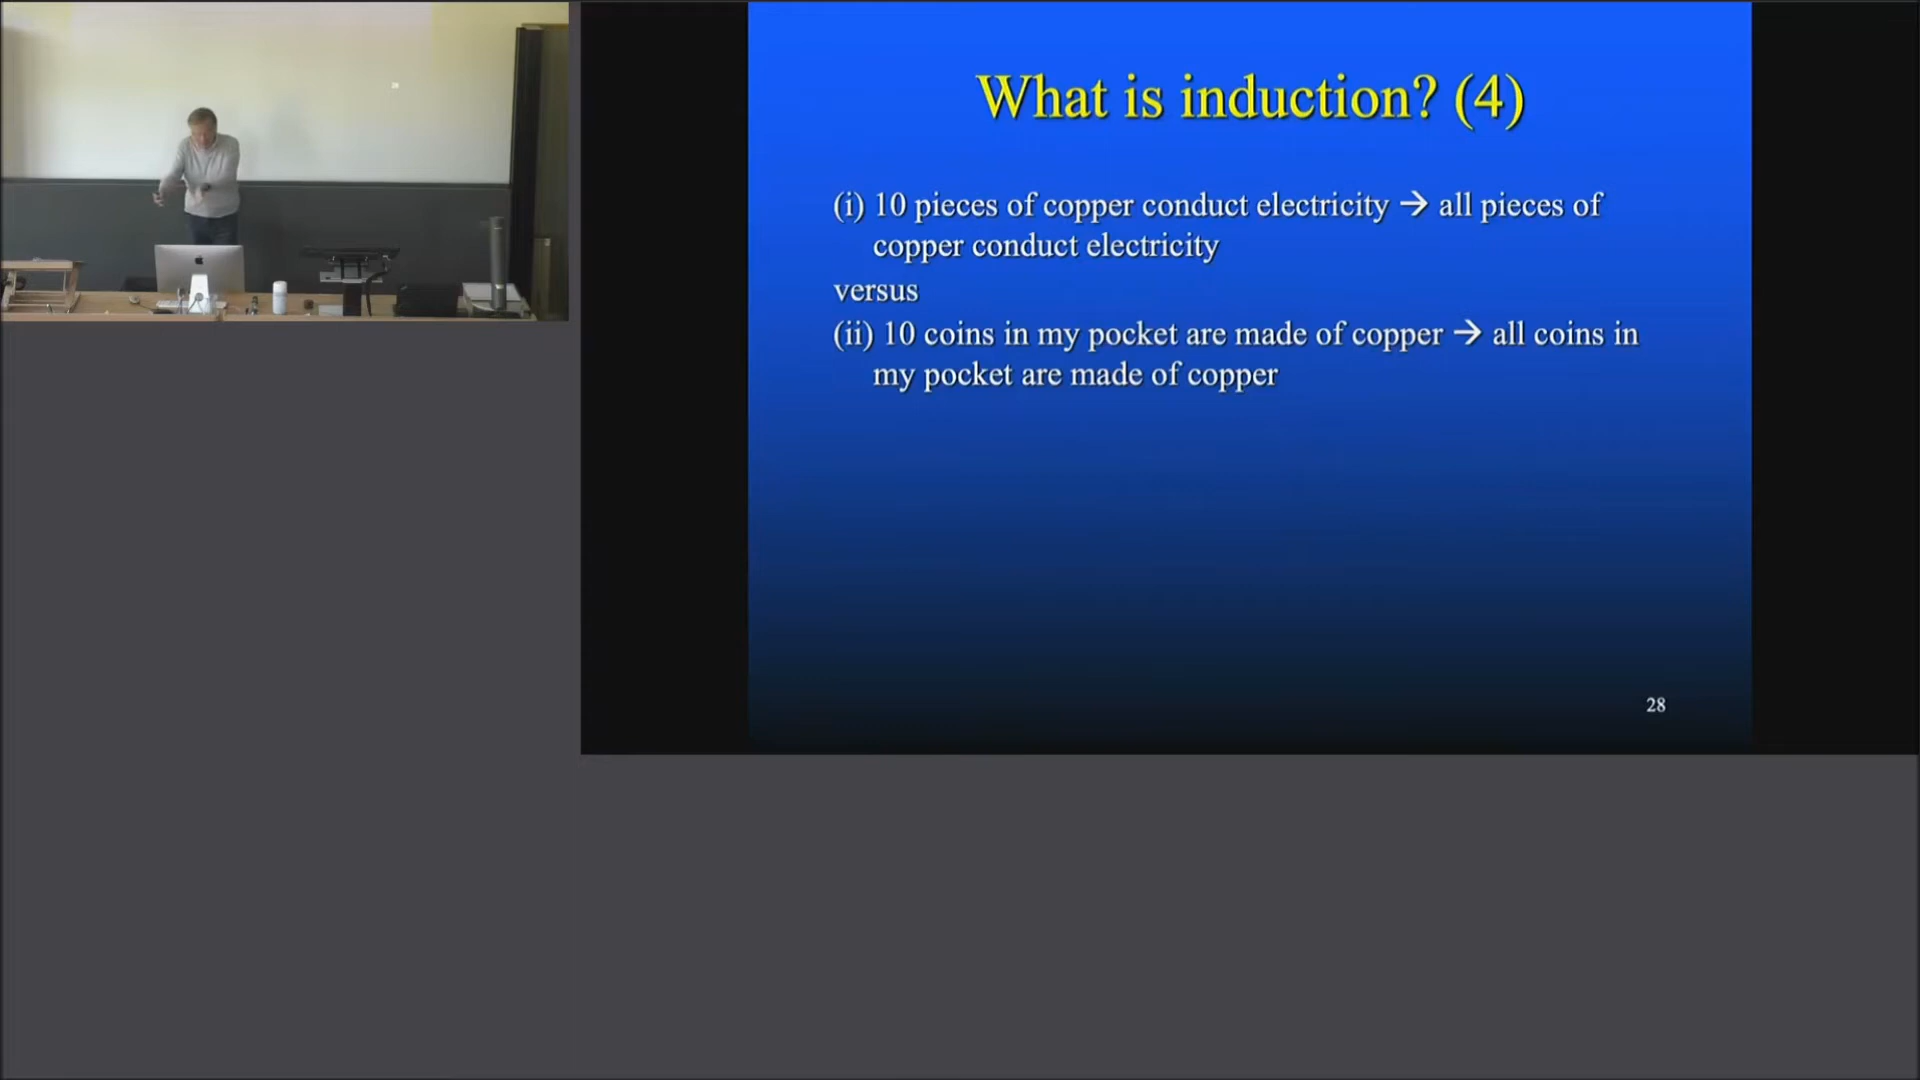 What is induction? (4)
(i) 10 pieces of copper conduct electricity → all pieces of
copper conduct electricity
versus
(ii) 10 coins in my pocket are made of copper → all coins in
my pocket are made of copper
28